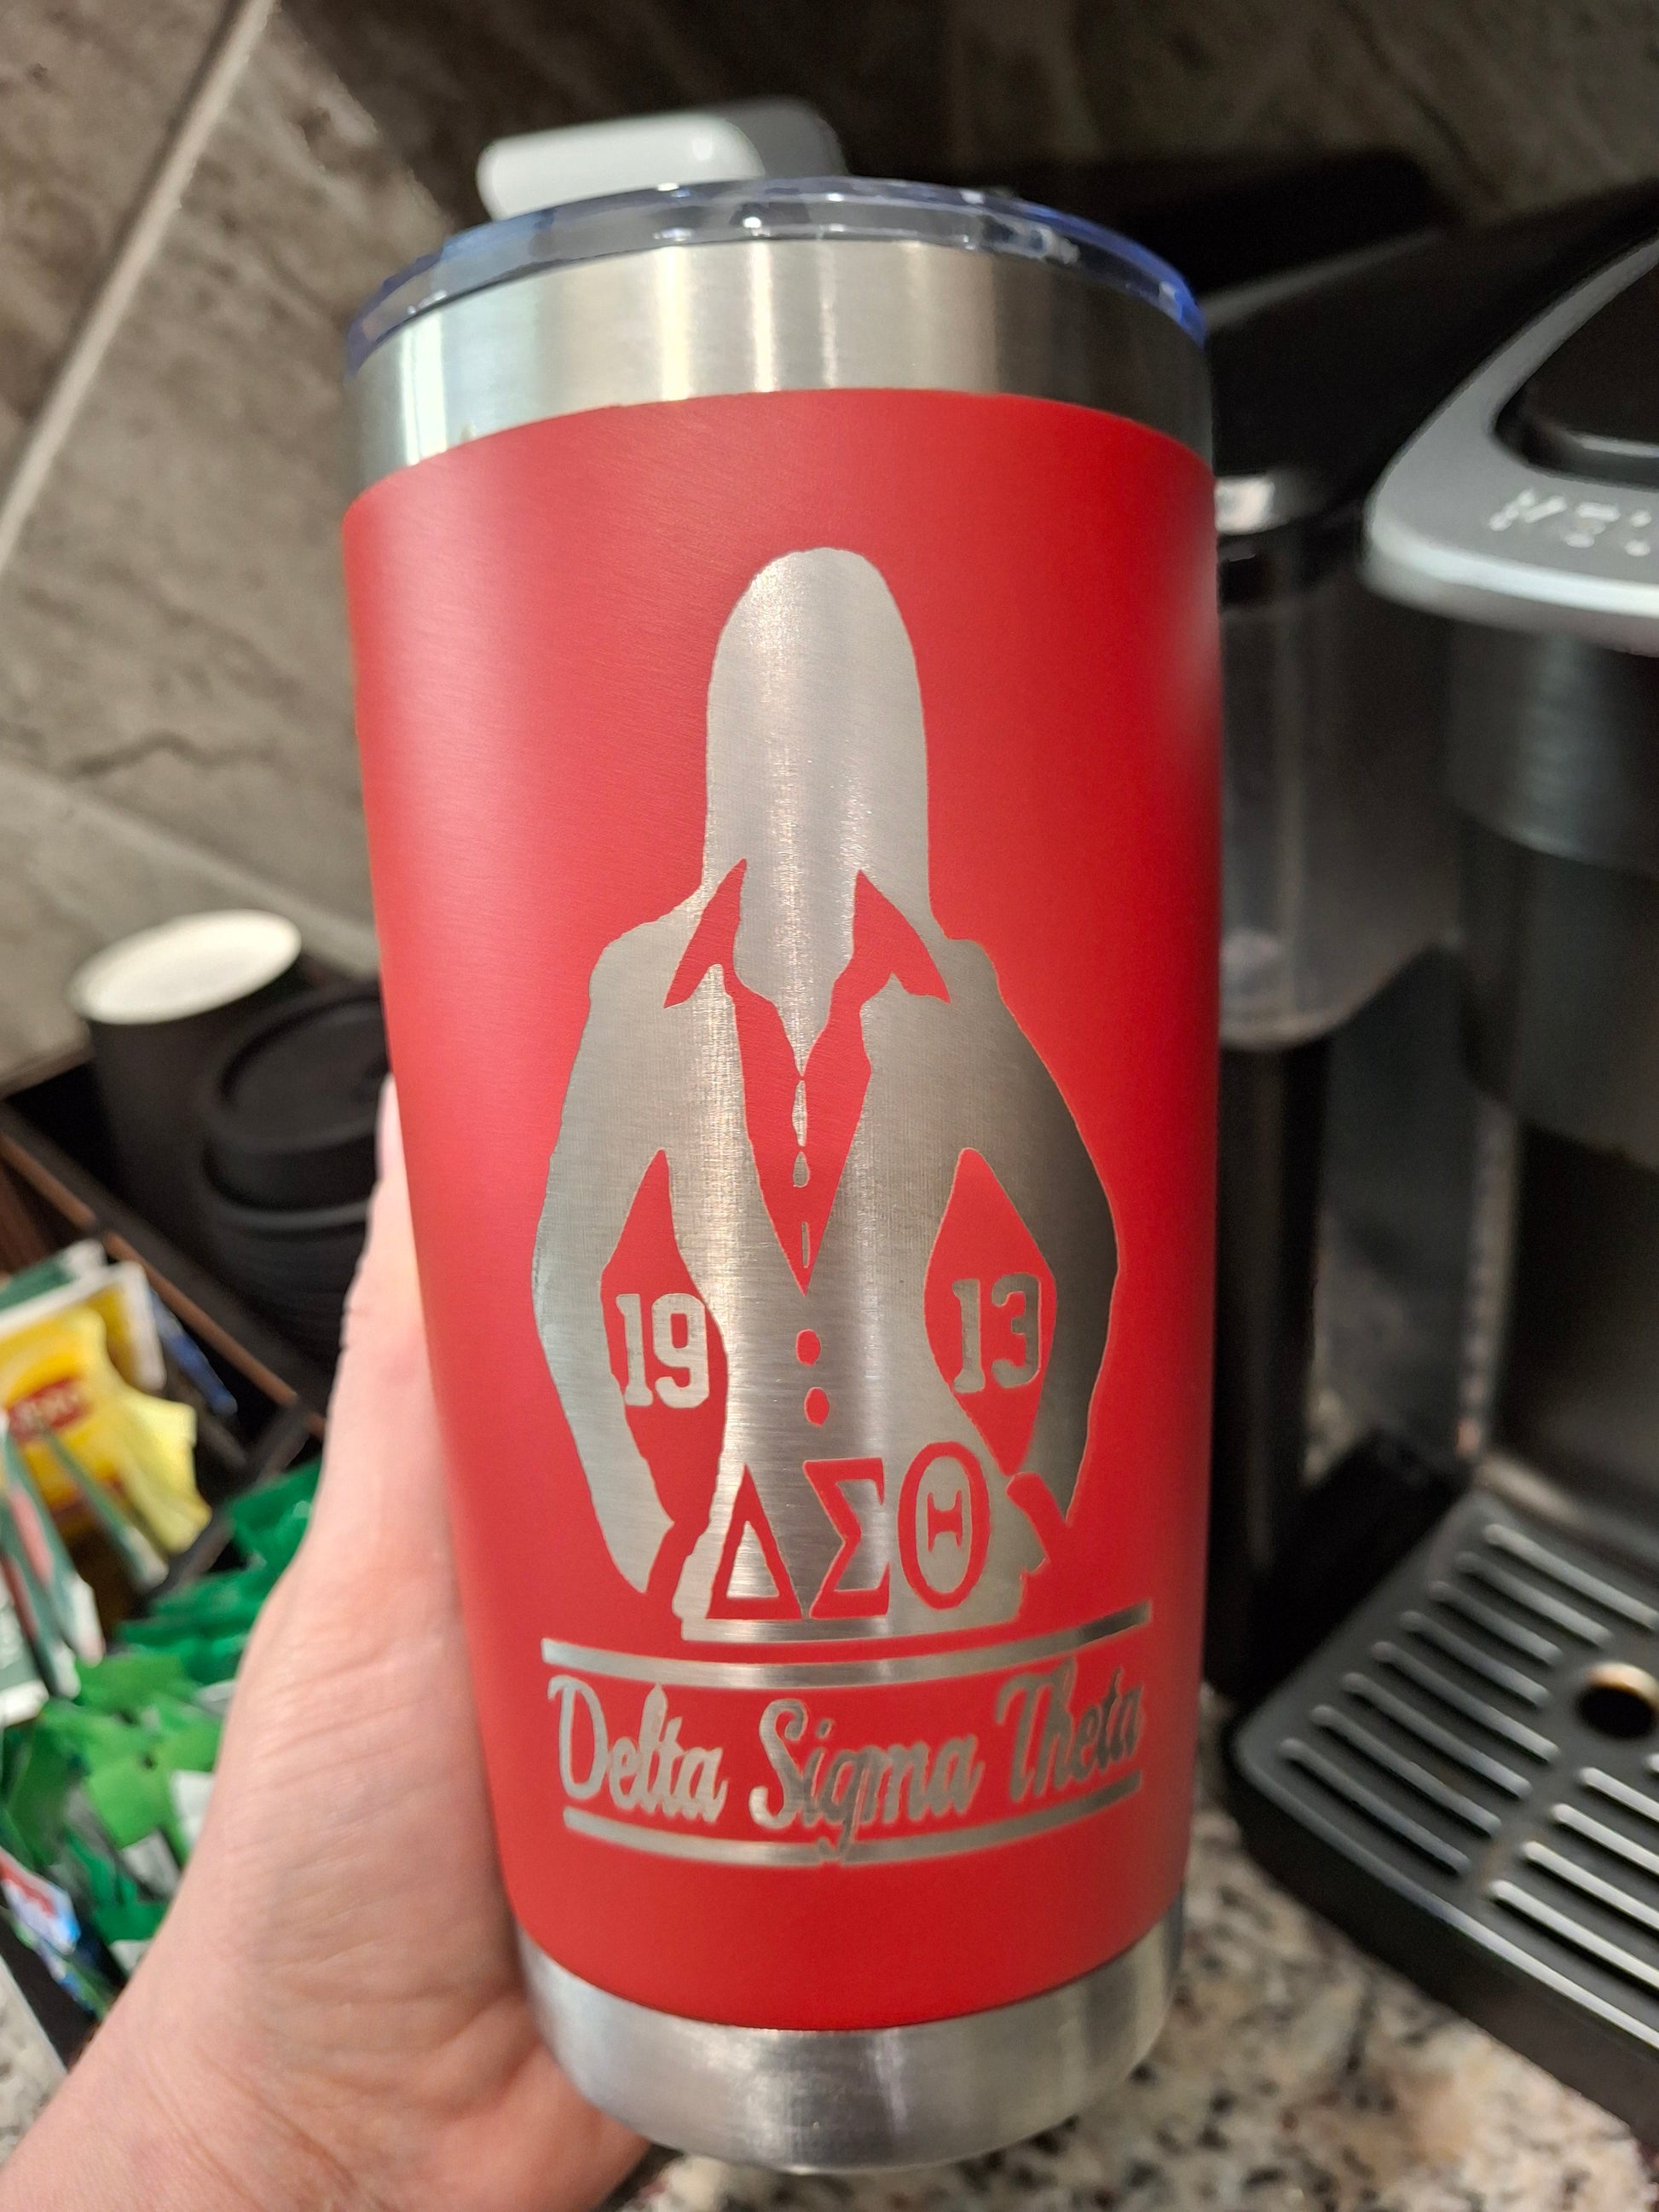 19 13
ΔΣΘ
Delta Sigma Theta